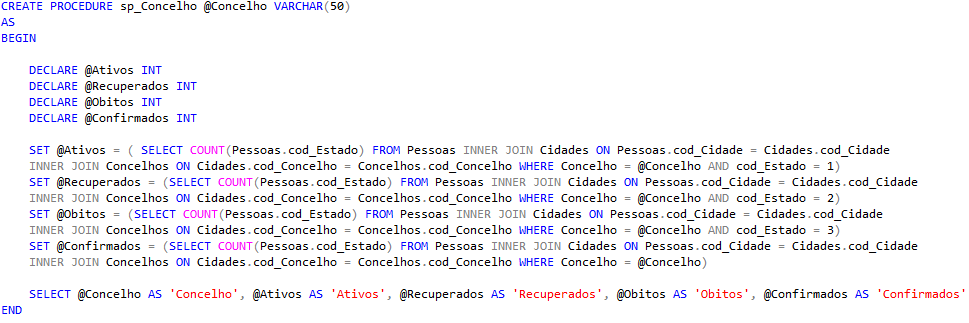 CREATE PROCEDURE sp_Concelho @Concelho VARCHAR(50)
AS
BEGIN
DECLARE @Ativos INT
DECLARE @Recuperados INT
DECLARE @Obitos INT
DECLARE @Confirmados INT
SET @Ativos = ( SELECT COUNT(Pessoas.cod_Estado) FROM Pessoas INNER JOIN Cidades ON Pessoas.cod_Cidade = Cidades.cod_Cidade
INNER JOIN Concelhos ON Cidades.cod_Concelho = Concelhos.cod_Concelho WHERE Concelho = @Concelho AND cod_Estado = 1)
SET @Recuperados = (SELECT COUNT(Pessoas.cod_Estado) FROM Pessoas INNER JOIN Cidades ON Pessoas.cod_Cidade = Cidades.cod_Cidade
INNER JOIN Concelhos ON Cidades.cod_Concelho = Concelhos.cod_Concelho WHERE Concelho = @Concelho AND cod_Estado = 2)
SET @Obitos = (SELECT COUNT(Pessoas.cod_Estado) FROM Pessoas INNER JOIN Cidades ON Pessoas.cod_Cidade = Cidades.cod_Cidade
INNER JOIN Concelhos ON Cidades.cod_Concelho = Concelhos.cod_Concelho WHERE Concelho = @Concelho AND cod_Estado = 3)
SET @Confirmados = (SELECT COUNT(Pessoas.cod_Estado) FROM Pessoas INNER JOIN Cidades ON Pessoas.cod_Cidade = Cidades.cod_Cidade
INNER JOIN Concelhos ON Cidades.cod_Concelho = Concelhos.cod_Concelho WHERE Concelho = @Concelho)
SELECT @Concelho AS 'Concelho', @Ativos AS 'Ativos', @Recuperados AS 'Recuperados', @Obitos AS 'Obitos', @Confirmados AS 'Confirmados'
END